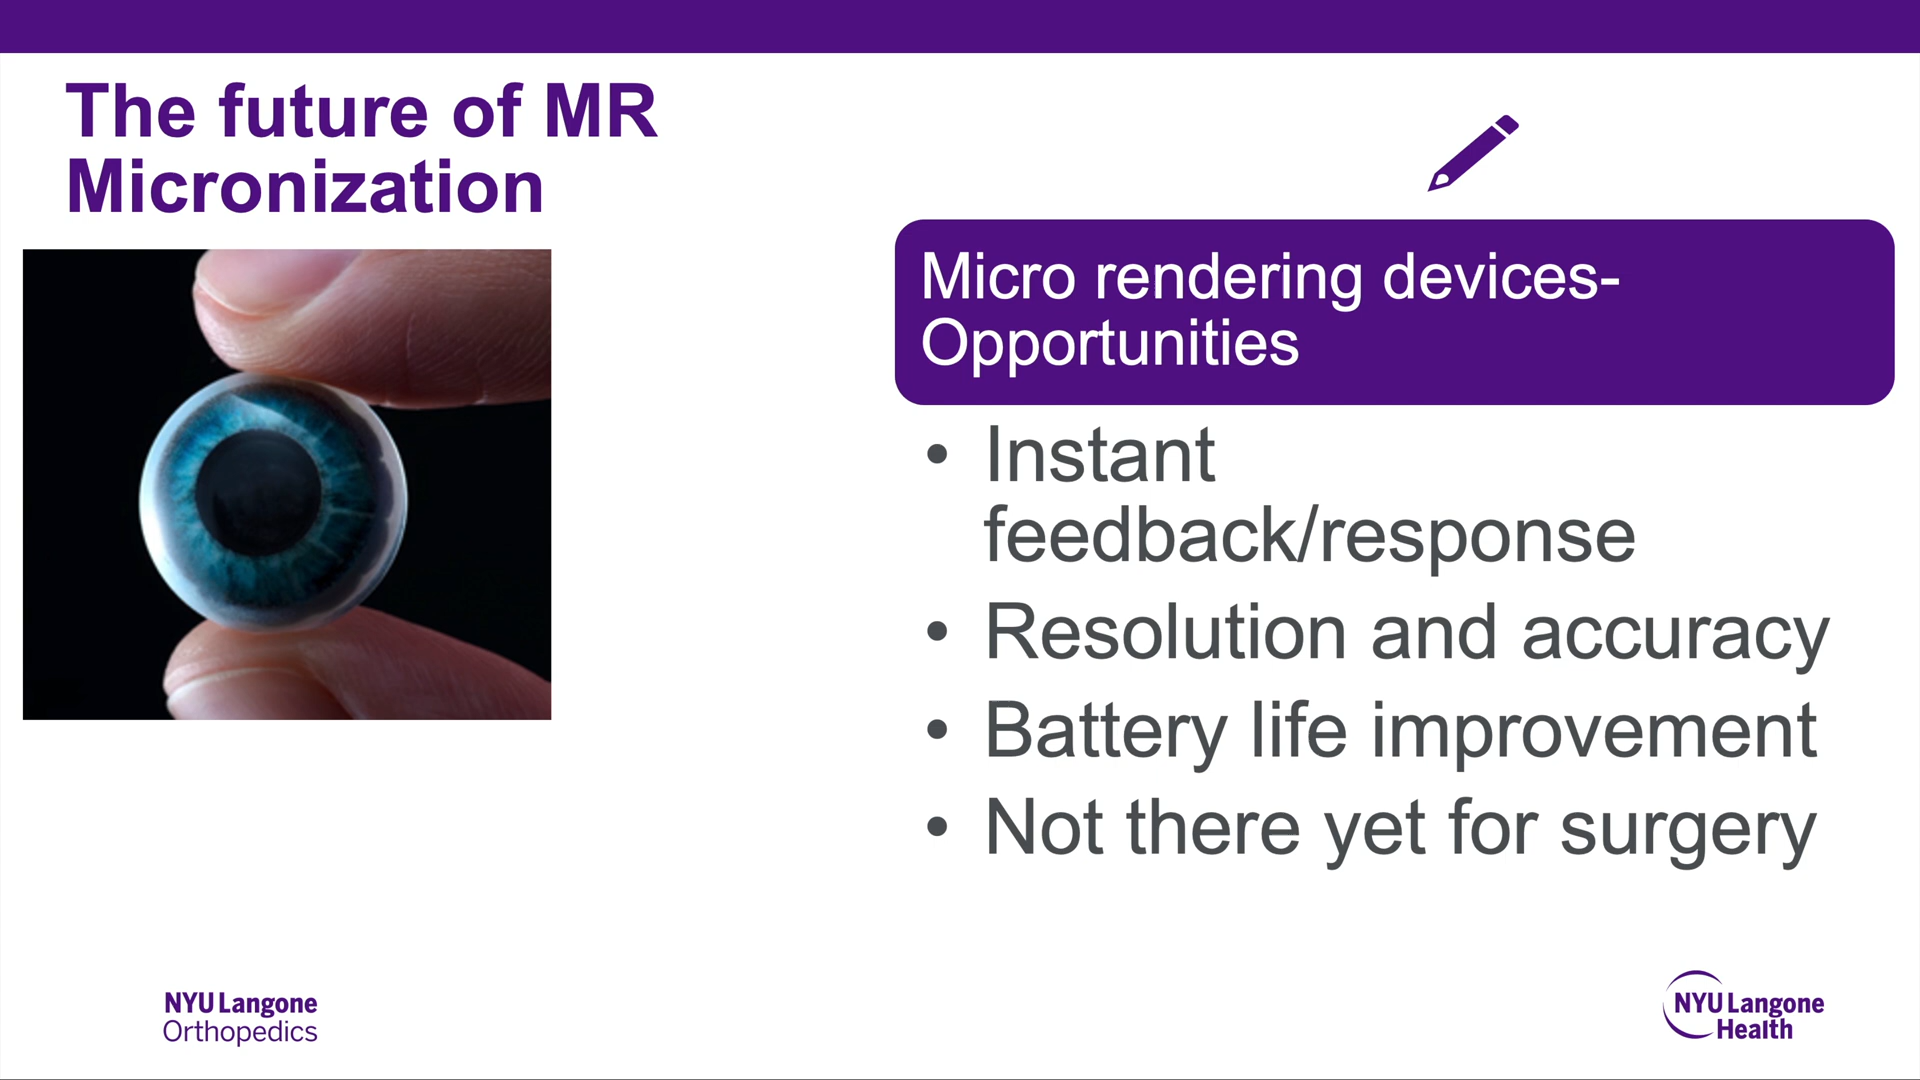 The future of MR
Micronization
Micro rendering devices-
Opportunities
• Instant
feedback/response
• Resolution and accuracy
• Battery life improvement
• Not there yet for surgery
NYU Langone
Orthopedics
NYU Langone
Health